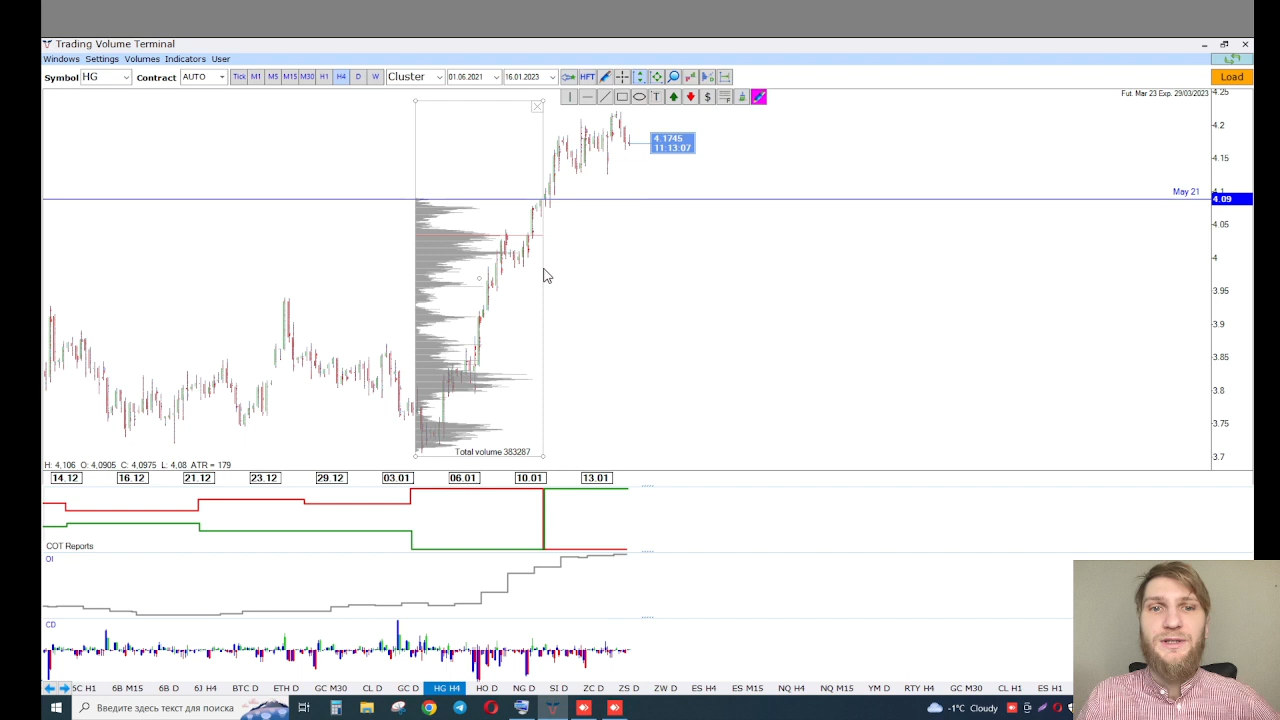 Trading Volume Terminal
Windows Settings Volumes Indicators User
Symbol HG Contract AUTO Tick M1 M5 M15 M30 H1 H4 D W Cluster 01.06.2021 16.01.2023 HFT Load
T $
Fut. Mar 23 Exp. 29/03/2023
4.25
4.2
4.1745
11:13:07
4.15
May 21
4.1
4.09
4.05
4
3.95
3.9
3.85
3.8
3.75
3.7
Total volume 383287
H: 4,106 O: 4,0905 C: 4,0975 L: 4,08 ATR = 179
14.12 16.12 21.12 23.12 29.12 03.01 06.01 10.01 13.01
COT Reports
OI
CD
6C H1 6B M15 6B D 6J H4 BTC D ETH D GC M30 CL D GC D HG H4 HO D NG D SI D ZC D ZS D ZW D ES H4 ES M15 NQ H4 NQ M15 YM D RTY H4 GC M30 CL H1 ES H1
Введите здесь текст для поиска
-1°C Cloudy